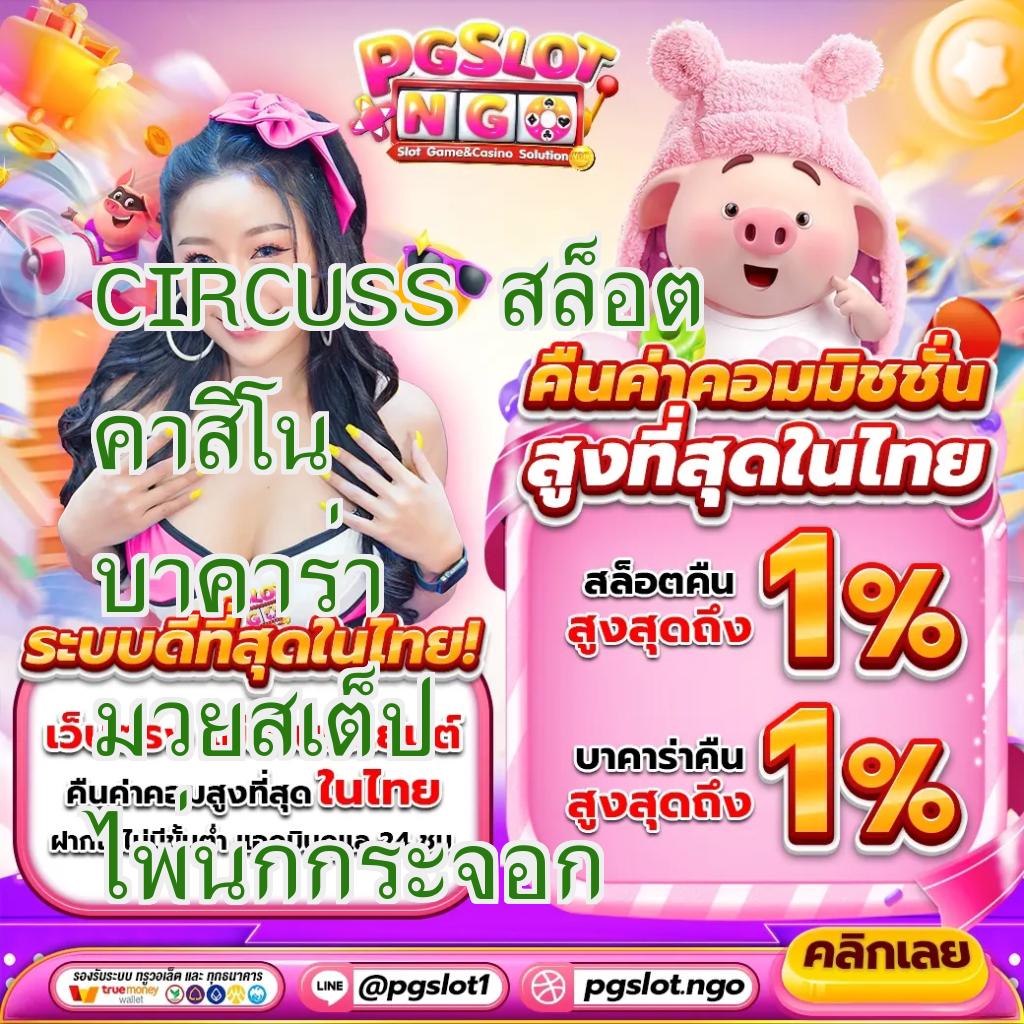 PGSLOT
NGO
Slot Game&Casino Solution
CIRCUSS สล็อต
คาสีโน
บาคาร่า
มวยสเต็ป
ไพ่นกกระจอก
คืนค่าคอมมิชชั่น
สูงที่สุดในไทย
สล็อตคืน
สูงสุดถึง
1%
บาคาร่าคืน
สูงสุดถึง
1%
ระบบดีที่สุดในไทย!
คืนค่าคอมสูงที่สุด ในไทย
24 ชม.
คลิกเลย
รองรับระบบ ทรูวอเล็ต และ ทุกธนาคาร
truemoney
wallet
LINE @pgslot1
pgslot.ngo